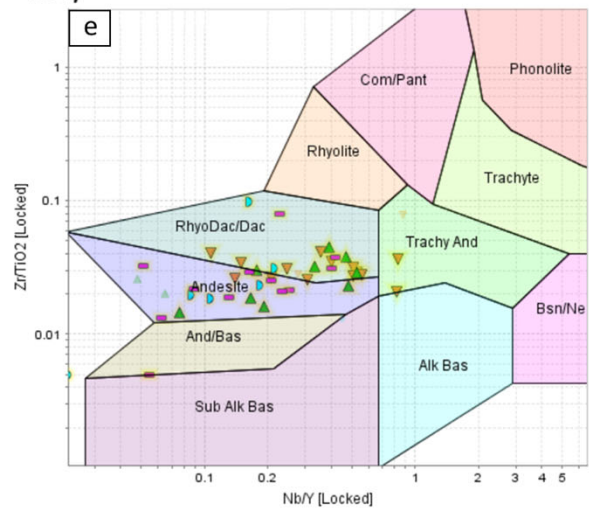 e
Com/Pant
Phonolite
Rhyolite
Trachyte
RhyoDac/Dac
Trachy And
Andesite
And/Bas
Bsn/Ne
Alk Bas
Sub Alk Bas
Zr/TiO2 [Locked]
1
0.1
0.01
0.1
0.2
1
2
3
4
5
Nb/Y [Locked]